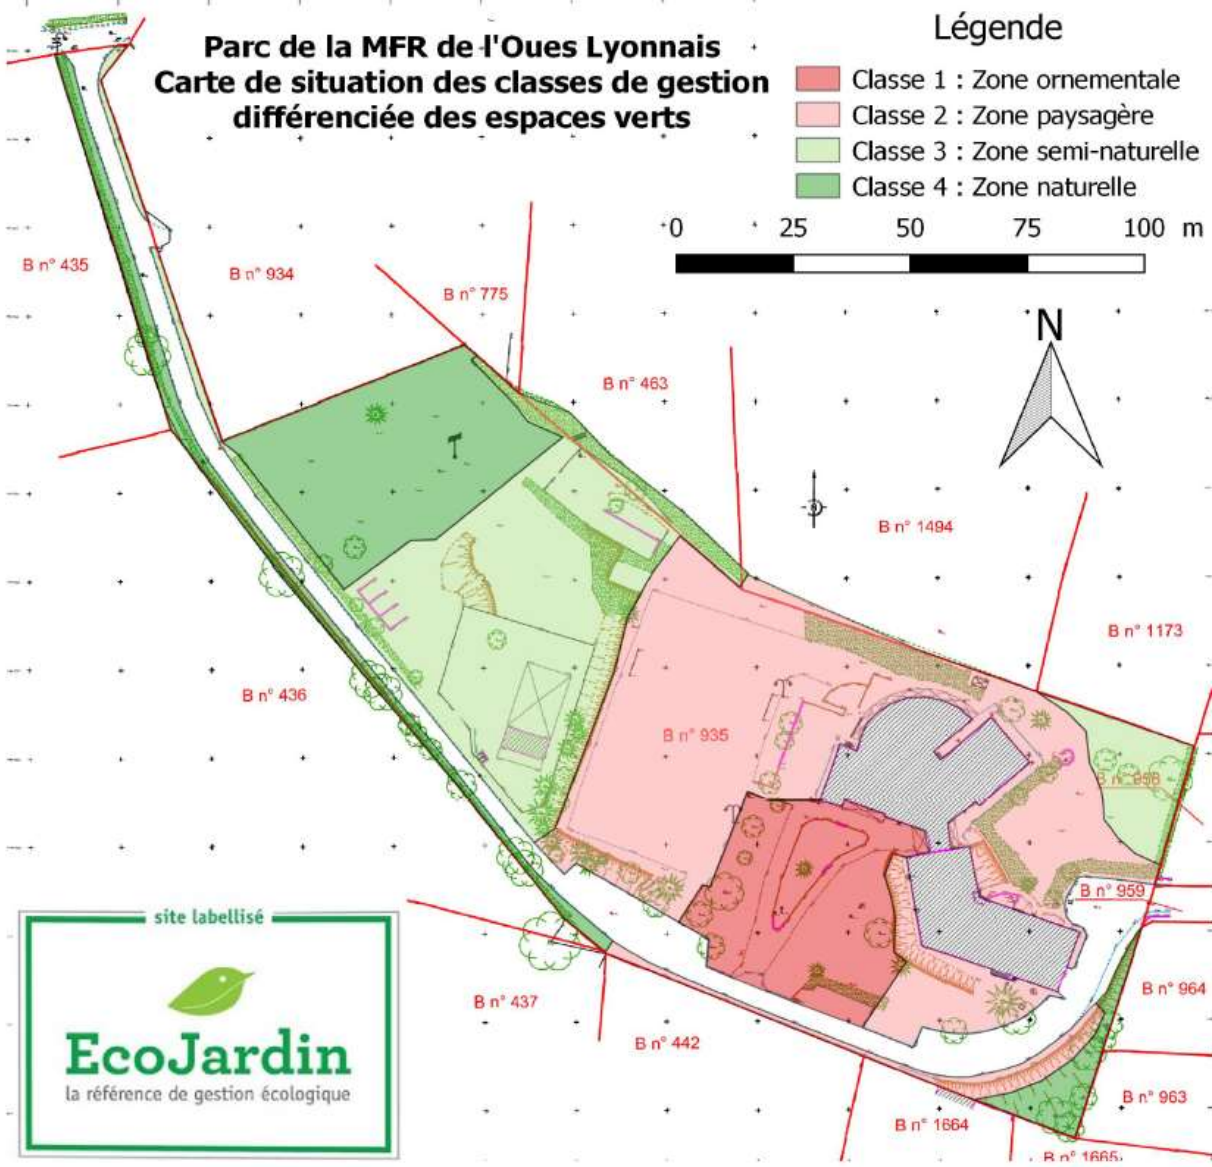 Parc de la MFR de l'Oues Lyonnais
Carte de situation des classes de gestion
différenciée des espaces verts
Légende
Classe 1 : Zone ornementale
Classe 2 : Zone paysagère
Classe 3 : Zone semi-naturelle
Classe 4 : Zone naturelle
0 25 50 75 100 m
N
B n° 435
B n° 934
B n° 775
B n° 463
B n° 1494
B n° 1173
B n° 436
B n° 935
B n° 958
B n° 959
B n° 964
B n° 437
B n° 442
B n° 963
B n° 1664
B n° 1665
site labellisé
EcoJardin
la référence de gestion écologique